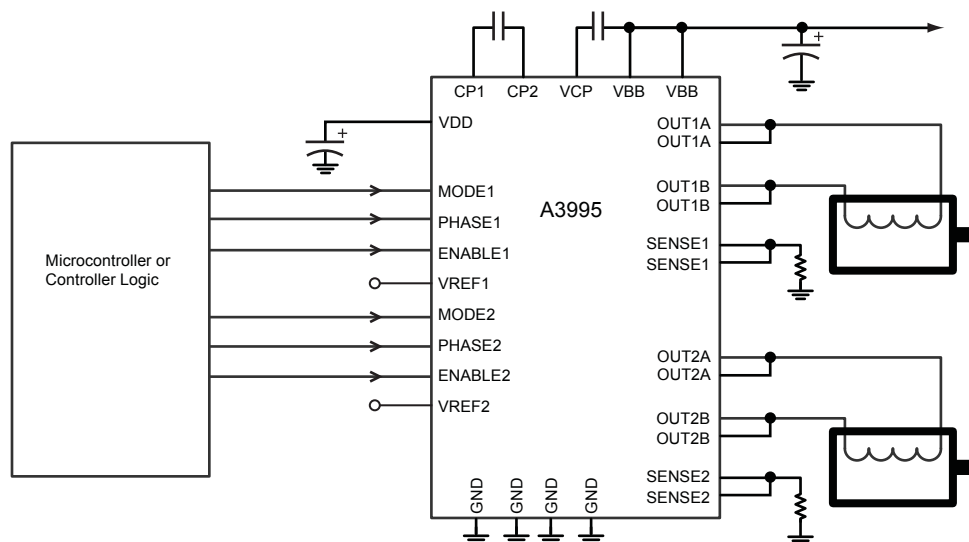 +
CP1 CP2 VCP VBB VBB
+
VDD
OUT1A
OUT1A
MODE1
OUT1B
A3995
OUT1B
PHASE1
SENSE1
ENABLE1
SENSE1
Microcontroller or
Controller Logic
VREF1
MODE2
PHASE2
OUT2A
OUT2A
ENABLE2
VREF2
OUT2B
OUT2B
SENSE2
SENSE2
GND GND GND GND